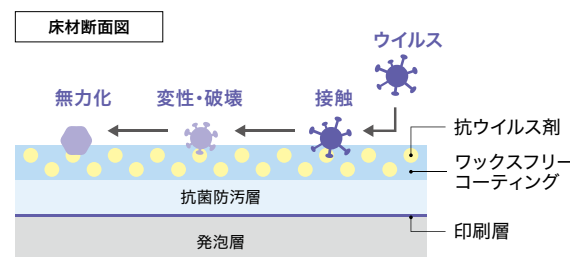 床材断面図
ウイルス
無力化
変性・破壊
接触
抗ウイルス剤
ワックスフリー
コーティング
抗菌防汚層
印刷層
発泡層